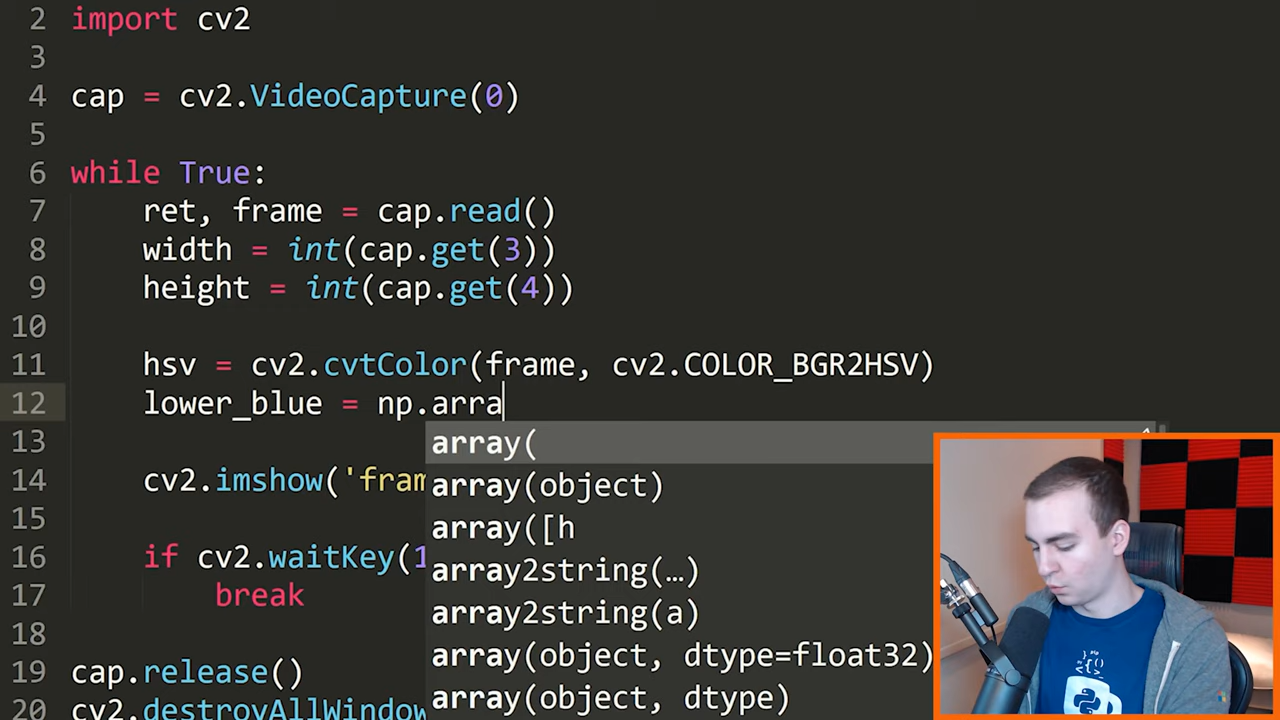 2 import cv2
3
4 cap = cv2.VideoCapture(0)
5
6 while True:
7 ret, frame = cap.read()
8 width = int(cap.get(3))
9 height = int(cap.get(4))
10
11 hsv = cv2.cvtColor(frame, cv2.COLOR_BGR2HSV)
12 lower_blue = np.arra
array(
13
array(object)
14 cv2.imshow('fram
array([h
15
16 if cv2.waitKey(1
array2string(…)
17 break
array2string(a)
18
array(object, dtype=float32)
19 cap.release()
array(object, dtype)
20 cv2.destroyAllWindow